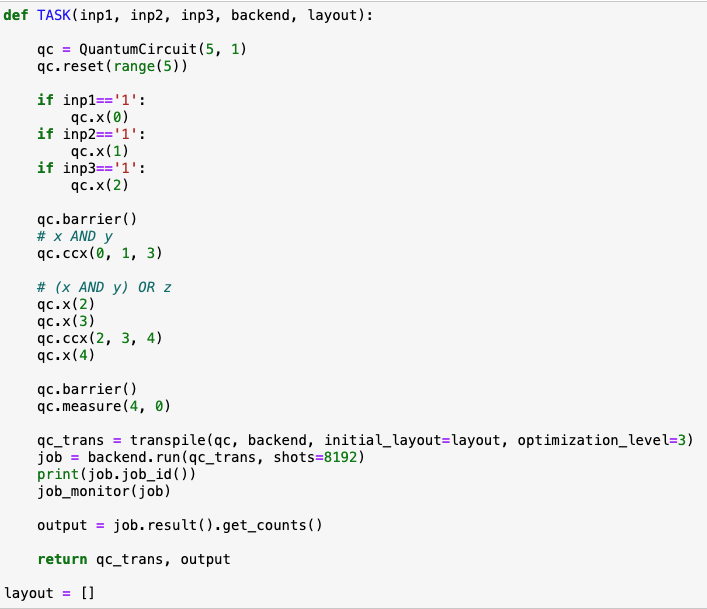 def TASK(inp1, inp2, inp3, backend, layout):
qc = QuantumCircuit(5, 1)
qc.reset(range(5))
if inp1=='1':
qc.x(0)
if inp2=='1':
qc.x(1)
if inp3=='1':
qc.x(2)
qc.barrier()
# x AND y
qc.ccx(0, 1, 3)
# (x AND y) OR z
qc.x(2)
qc.x(3)
qc.ccx(2, 3, 4)
qc.x(4)
qc.barrier()
qc.measure(4, 0)
qc_trans = transpile(qc, backend, initial_layout=layout, optimization_level=3)
job = backend.run(qc_trans, shots=8192)
print(job.job_id())
job_monitor(job)
output = job.result().get_counts()
return qc_trans, output
layout = []